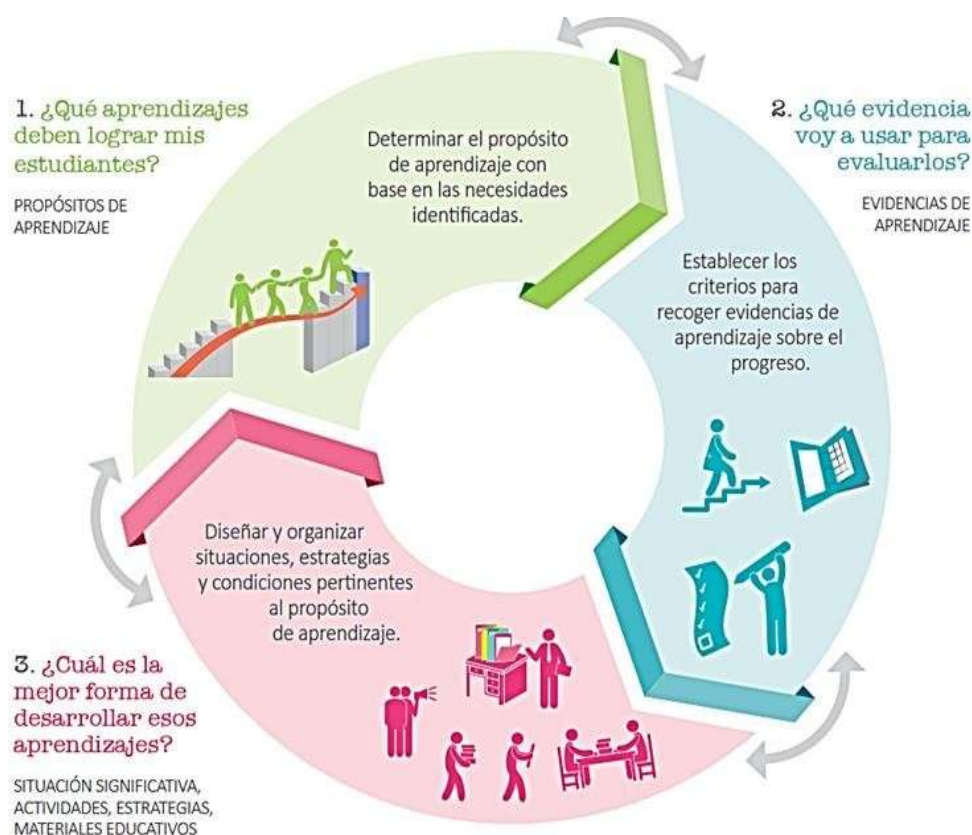 1. ¿Qué aprendizajes
deben lograr mis
estudiantes?
PROPÓSITOS DE
APRENDIZAJE
Determinar el propósito
de aprendizaje con
base en las necesidades
identificadas.
2. ¿Qué evidencia
voy a usar para
evaluarlos?
EVIDENCIAS DE
APRENDIZAJE
Establecer los
criterios para
recoger evidencias de
aprendizaje sobre el
progreso.
Diseñar y organizar
situaciones, estrategias
y condiciones pertinentes
al propósito
de aprendizaje.
3. ¿Cuál es la
mejor forma de
desarrollar esos
aprendizajes?
SITUACIÓN SIGNIFICATIVA,
ACTIVIDADES, ESTRATEGIAS,
MATERIALES EDUCATIVOS